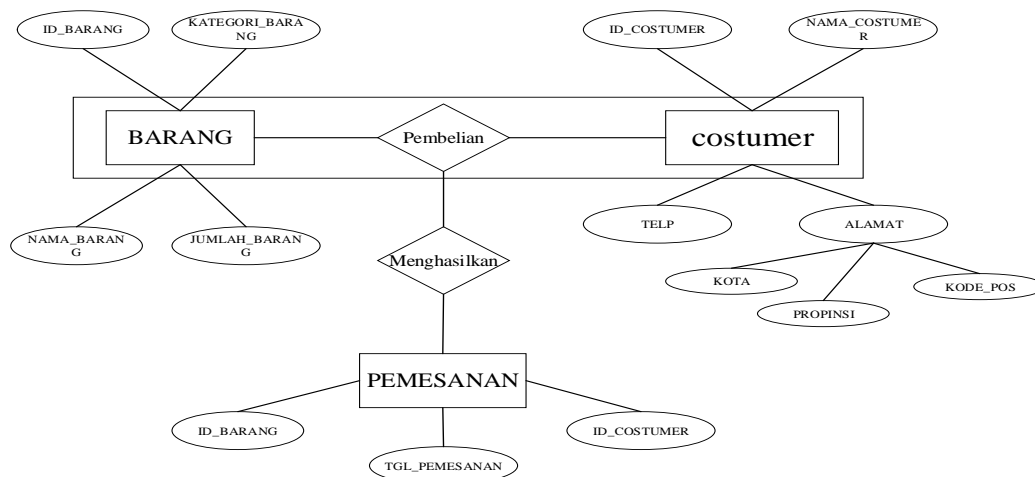 ID_BARANG
KATEGORI_BARA
NG
ID_COSTUMER
NAMA_COSTUME
R
BARANG
Pembelian
costumer
NAMA_BARAN
G
JUMLAH_BARAN
G
TELP
ALAMAT
Menghasilkan
KOTA
PROPINSI
KODE_POS
PEMESANAN
ID_BARANG
TGL_PEMESANAN
ID_COSTUMER